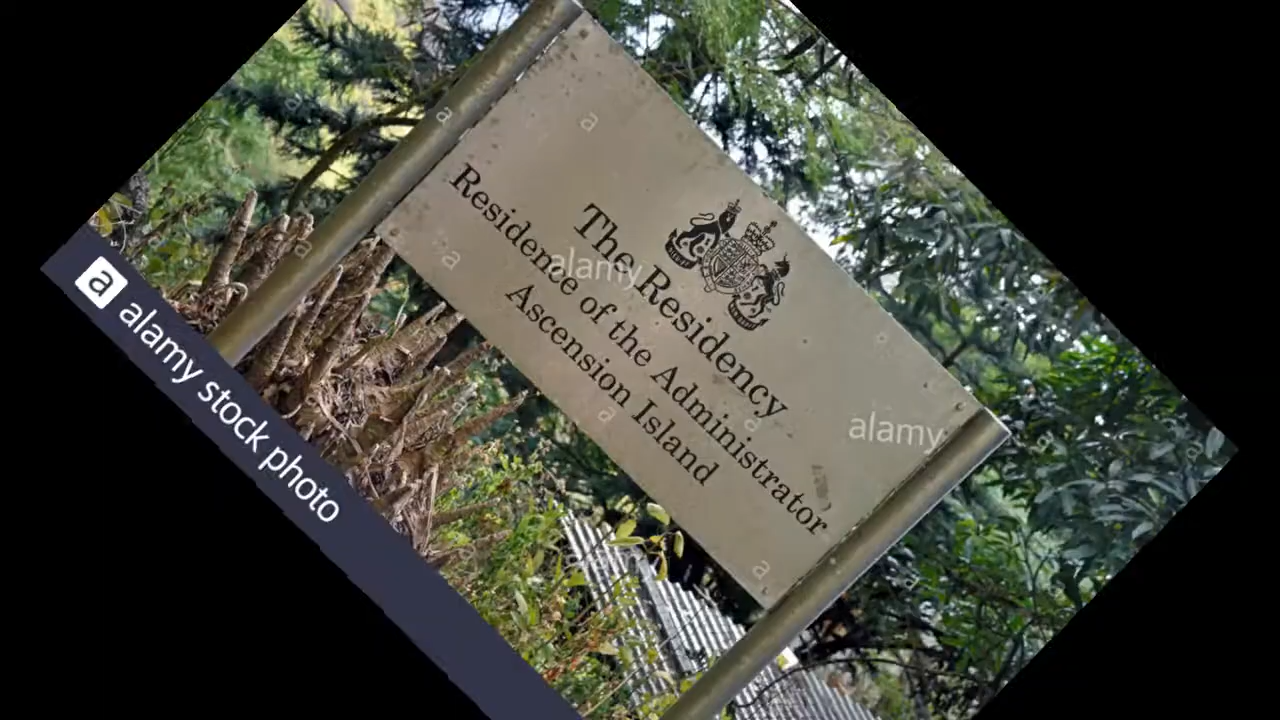 The Residency
Residence of the Administrator
Ascension Island
alamy
alamy
a alamy stock photo